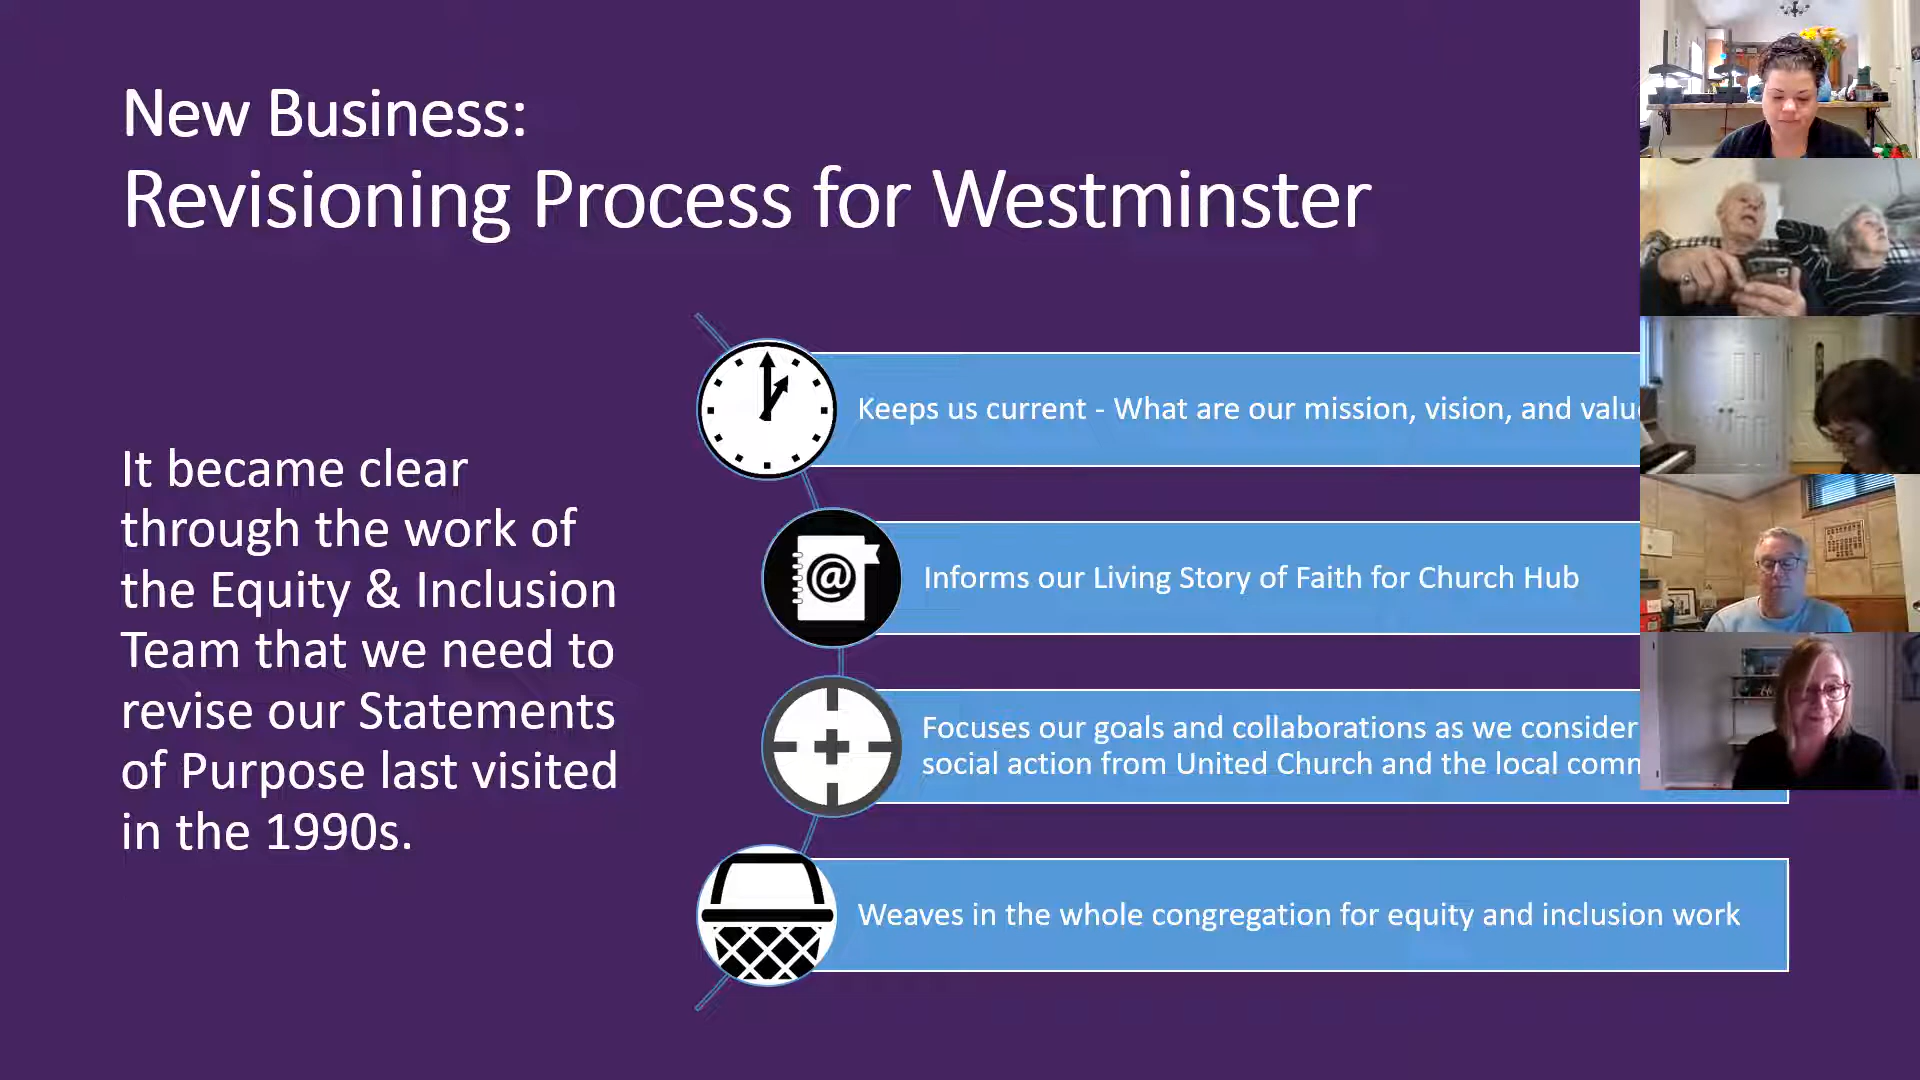 New Business:
Revisioning Process for Westminster
It became clear
through the work of
the Equity & Inclusion
Team that we need to
revise our Statements
of Purpose last visited
in the 1990s.
Keeps us current - What are our mission, vision, and
@
Informs our Living Story of Faith for Church Hub
Focuses our goals and collaborations as we consider
social action from United Church and the local
Weaves in the whole congregation for equity and inclusion work